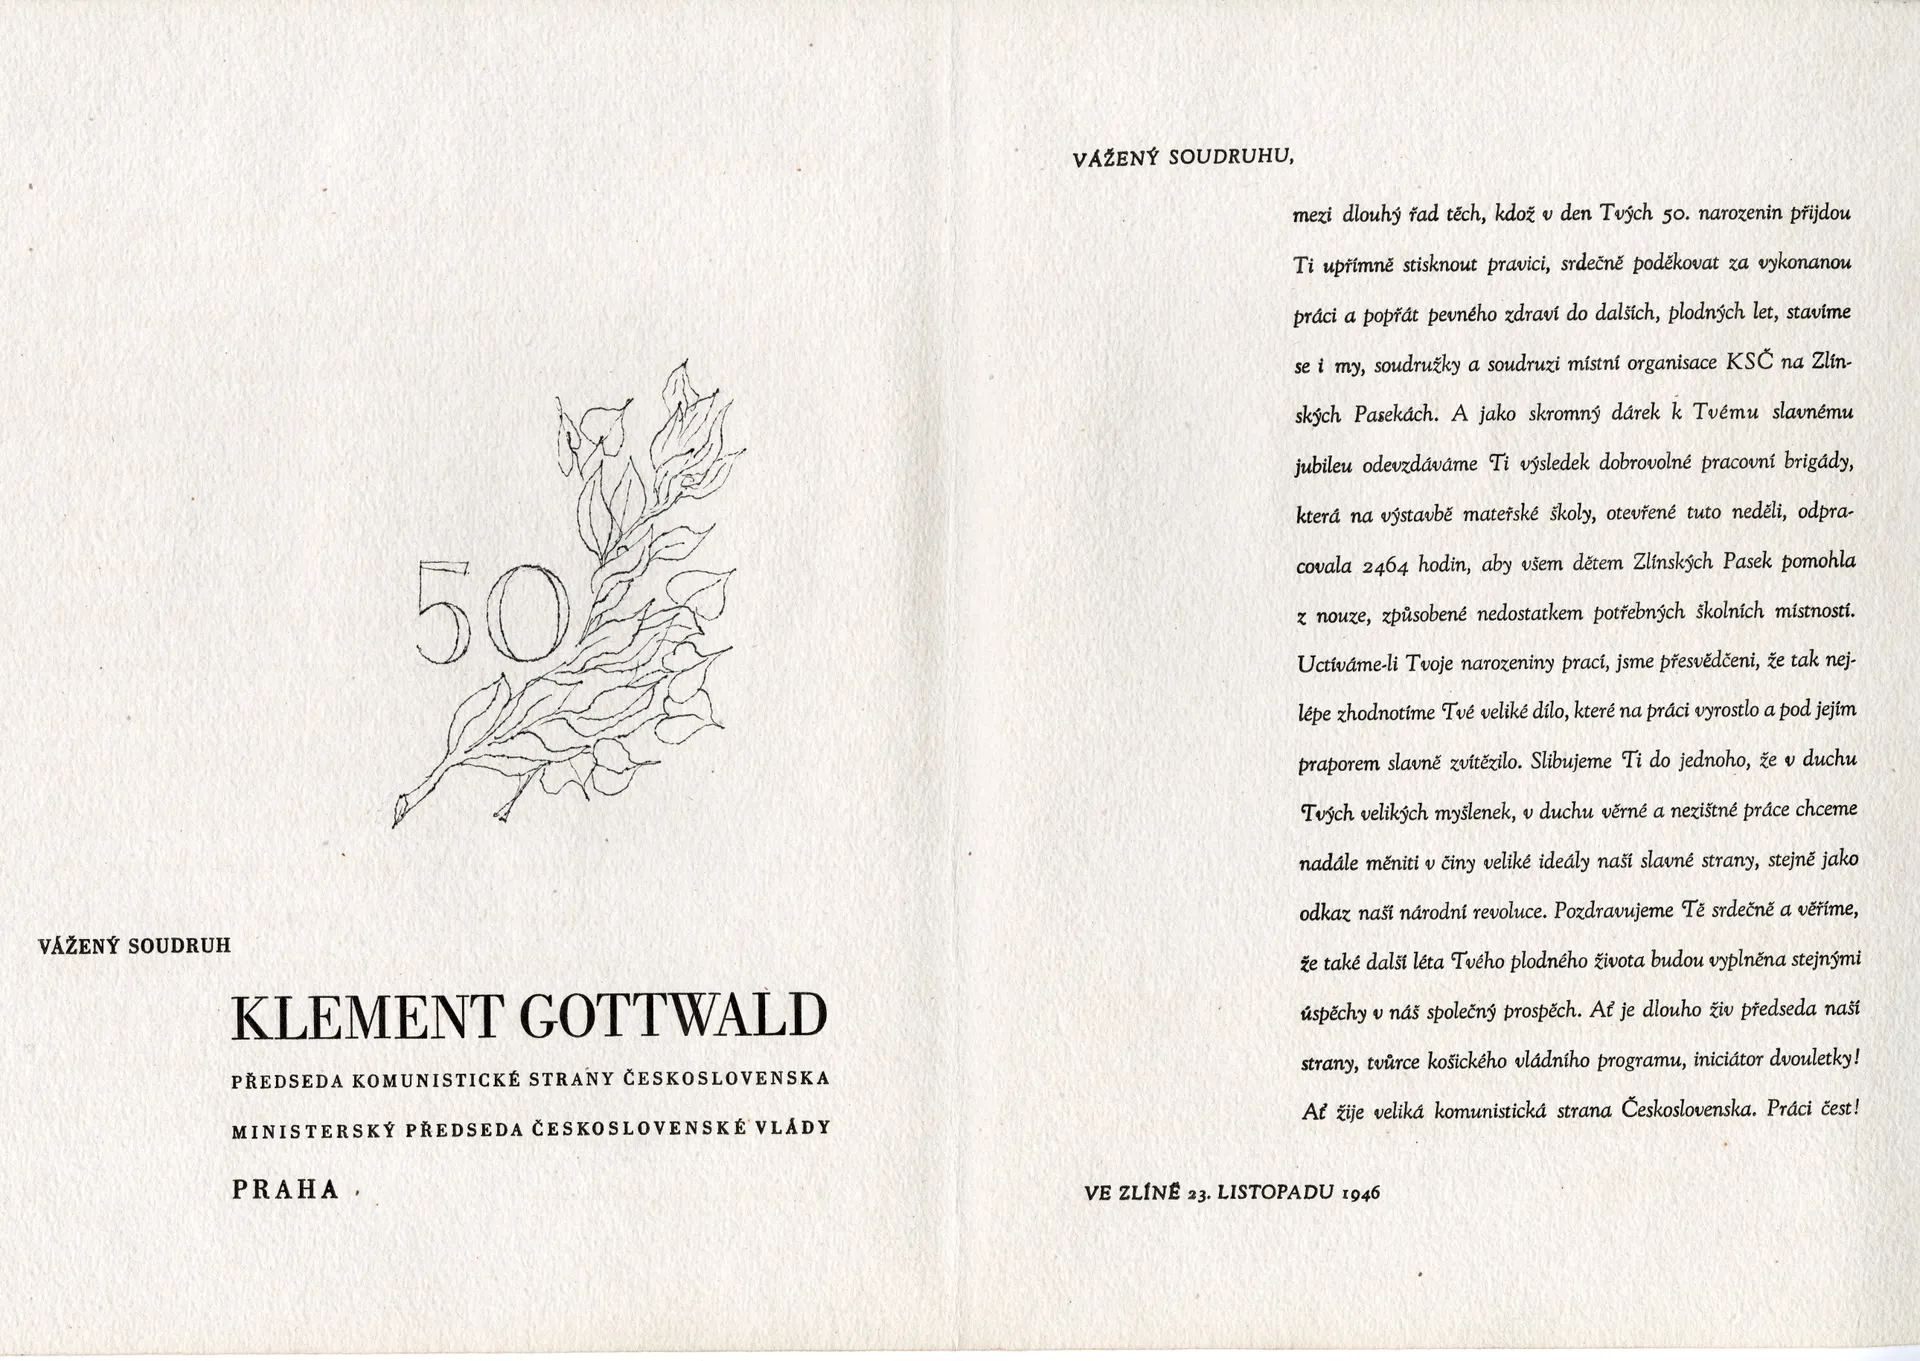 50
VÁŽENÝ SOUDRUH
KLEMENT GOTTWALD
PŘEDSEDA KOMUNISTICKÉ STRANY ČESKOSLOVENSKA
MINISTERSKÝ PŘEDSEDA ČESKOSLOVENSKÉ VLÁDY
PRAHA
VÁŽENÝ SOUDRUHU,
mezi dlouhý řad těch, kdož v den Tvých 50. narozenin přijdou
Ti upřímně stisknout pravici, srdečně poděkovat za vykonanou
práci a popřát pevného zdraví do dalších, plodných let, stavíme
se i my, soudružky a soudruzi místní organisace KSČ na Zlín-
ských Pasekách. A jako skromný dárek k Tvému slavnému
jubileu odevzdáváme Ti výsledek dobrovolné pracovní brigády,
která na výstavbě mateřské školy, otevřené tuto neděli, odpra-
covala 2464 hodin, aby všem dětem Zlínských Pasek pomohla
z nouze, způsobené nedostatkem potřebných školních místností.
Uctíváme-li Tvoje narozeniny prací, jsme přesvědčeni, že tak nej-
lépe zhodnotíme Tvé veliké dílo, které na práci vyrostlo a pod jejím
praporem slavně zvítězilo. Slibujeme Ti do jednoho, že v duchu
Tvých velikých myšlenek, v duchu věrné a nezištné práce chceme
nadále měniti v činy veliké ideály naší slavné strany, stejně jako
odkaz naší národní revoluce. Pozdravujeme Tě srdečně a věříme,
že také další léta Tvého plodného života budou vyplněna stejnými
úspěchy v náš společný prospěch. Ať je dlouho živ předseda naší
strany, tvůrce košického vládního programu, iniciátor dvouletky!
Ať žije veliká komunistická strana Československa. Práci čest!
VE ZLÍNĚ 23. LISTOPADU 1946